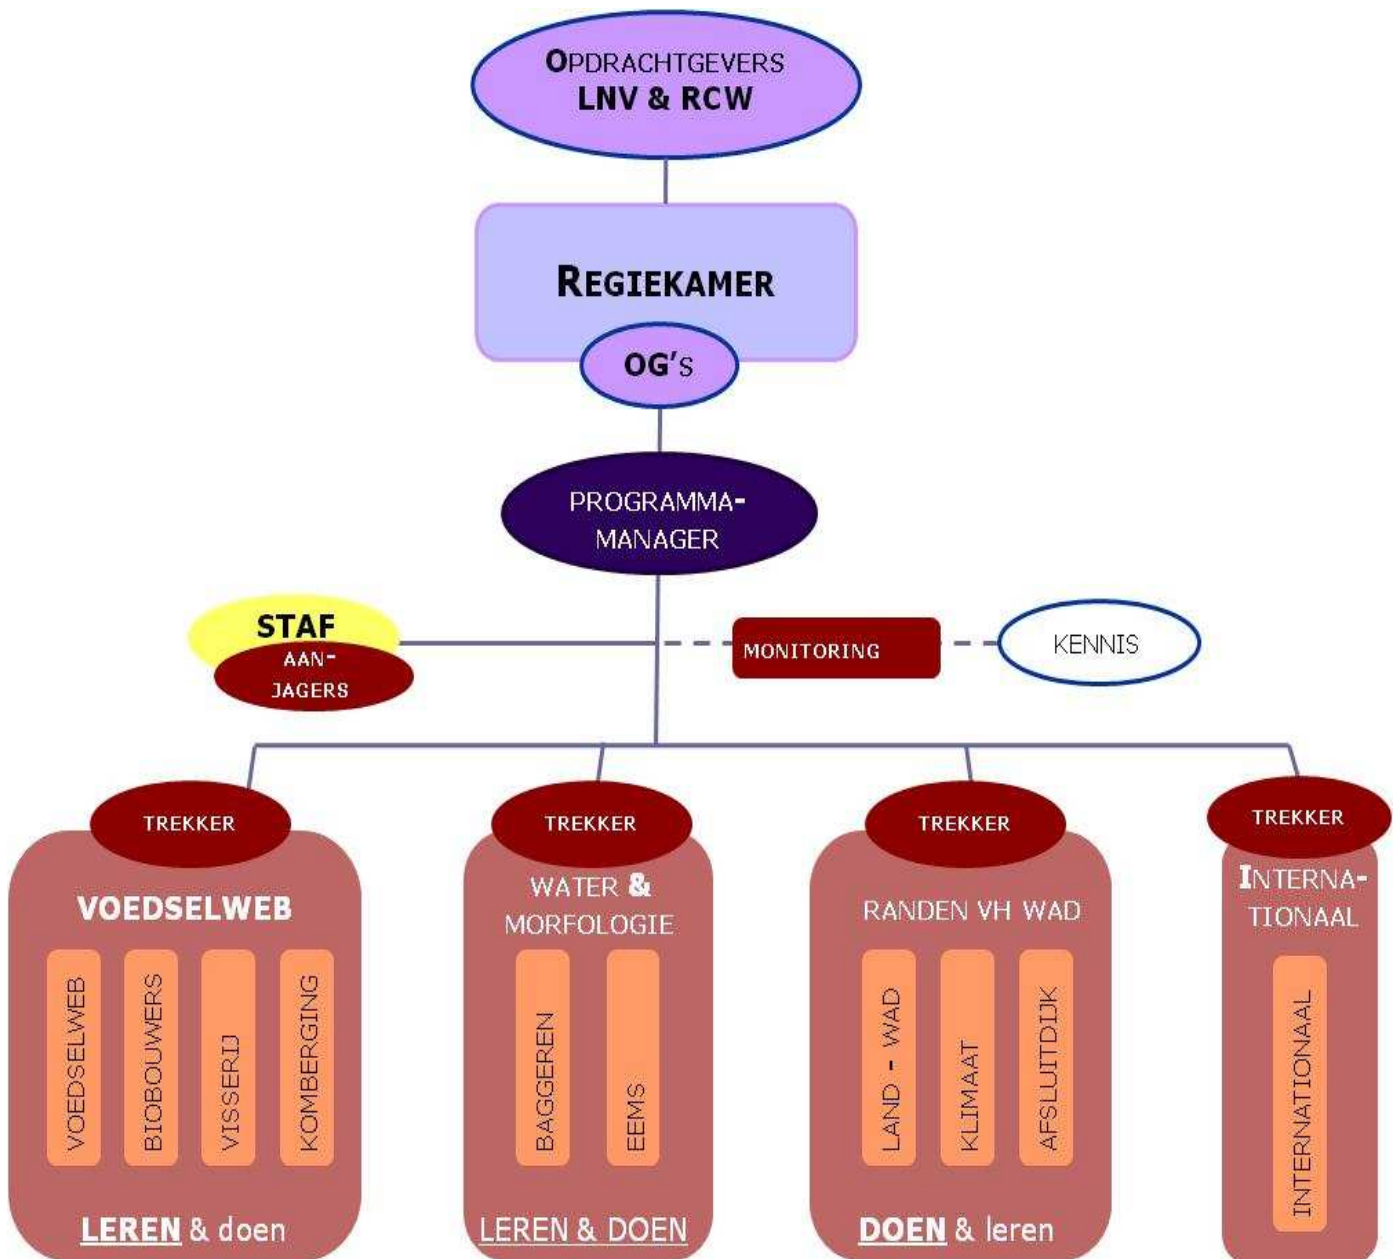 OPDRACHTGEVERS
LNV & RCW
REGIEKAMER
OG's
PROGRAMMA-
MANAGER
STAF
AAN-
JAGERS
MONITORING
KENNIS
TREKKER
VOEDSELWEB
VOEDSELWEB
BIOBOUWERS
VISSERIJ
KOMBERGING
LEREN & doen
TREKKER
WATER &
MORFOLOGIE
BAGGEREN
EEMS
LEREN & DOEN
TREKKER
RANDEN VH WAD
LAND - WAD
KLIMAAT
AFSLUITDIJK
DOEN & leren
TREKKER
INTERNA-
TIONAAL
INTERNATIONAAL